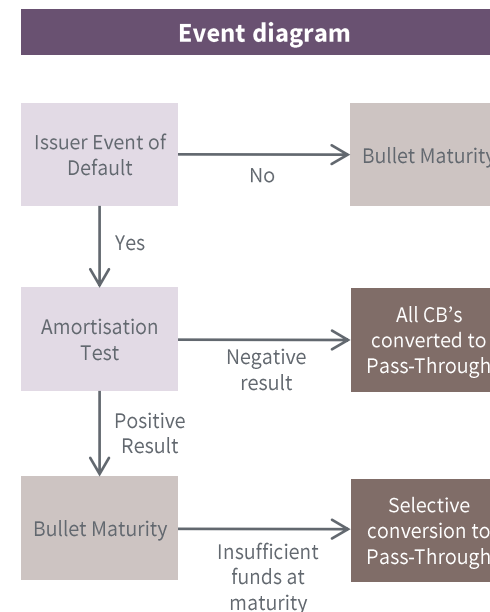 Event diagram
Issuer Event of
Default
No
Bullet Maturity
Yes
Amortisation
Test
Negative
result
All CB's
converted to
Pass-Through
Positive
Result
Bullet Maturity
Insufficient
funds at
maturity
Selective
conversion to
Pass-Through